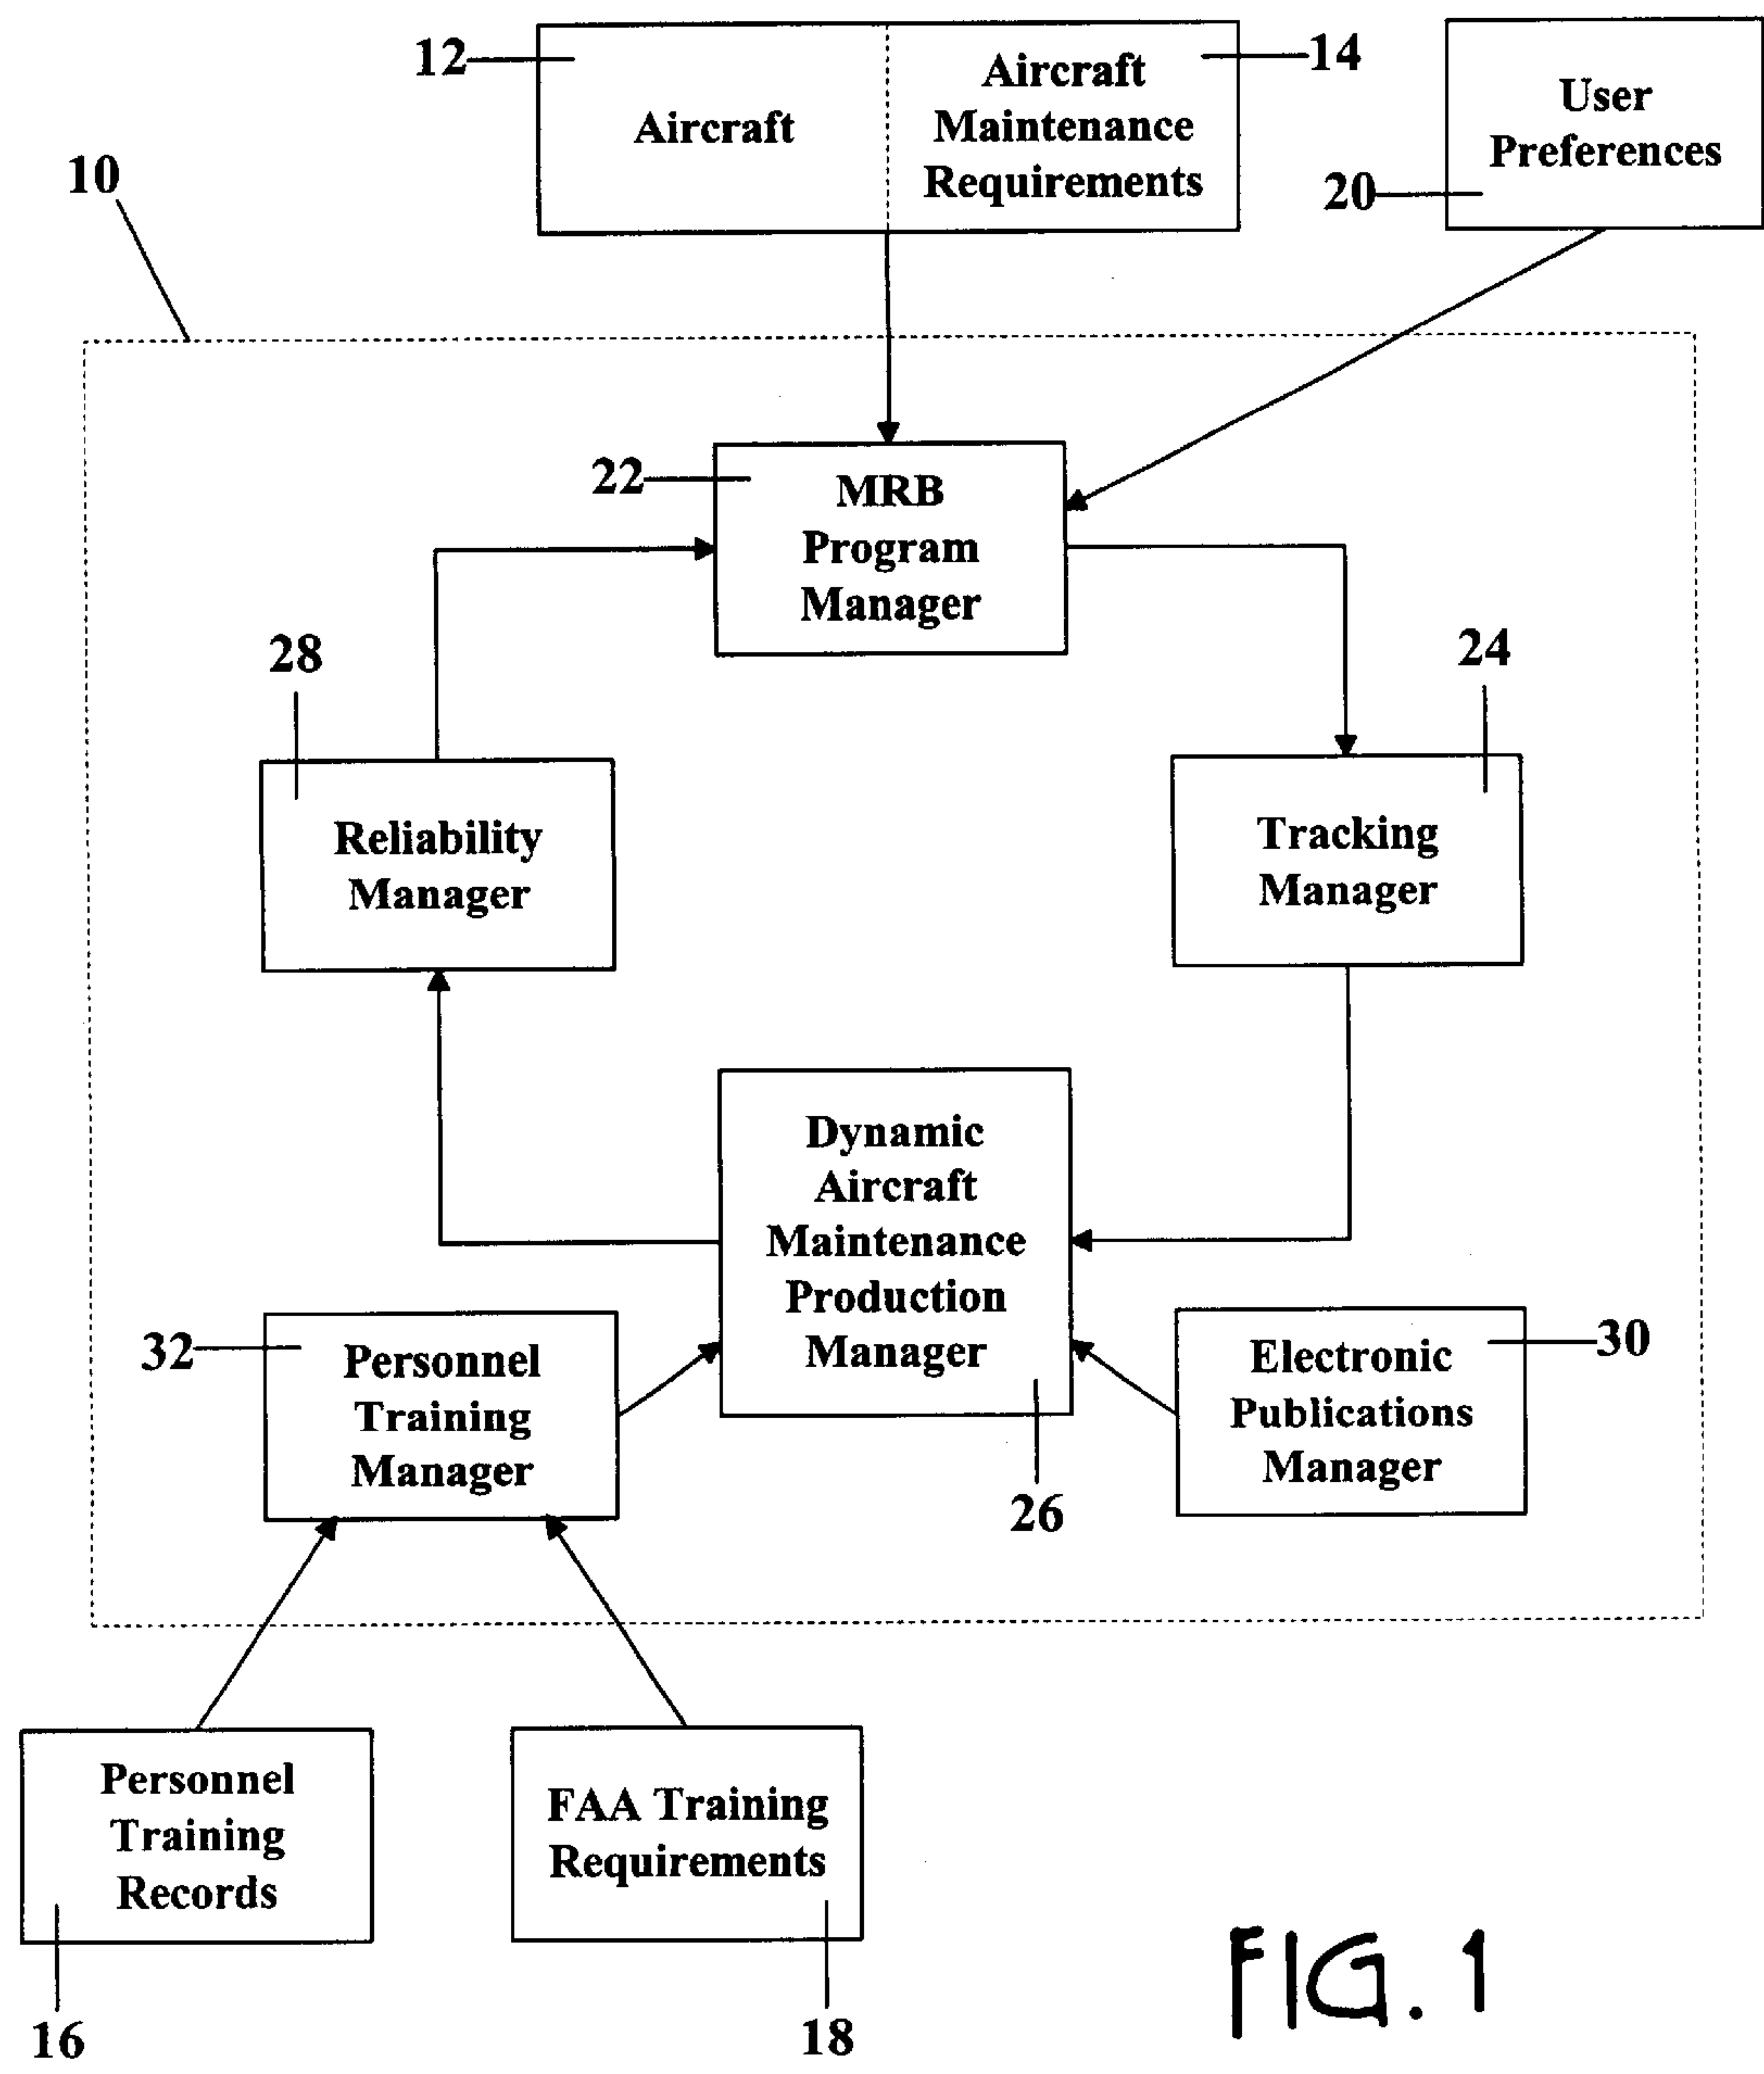 12
Aircraft
Aircraft
Maintenance
Requirements
14
User
Preferences
20
10
22
MRB
Program
Manager
28
Reliability
Manager
24
Tracking
Manager
Dynamic
Aircraft
Maintenance
Production
Manager
26
32
Personnel
Training
Manager
Electronic
Publications
Manager
30
Personnel
Training
Records
16
FAA Training
Requirements
18
FIG. 1